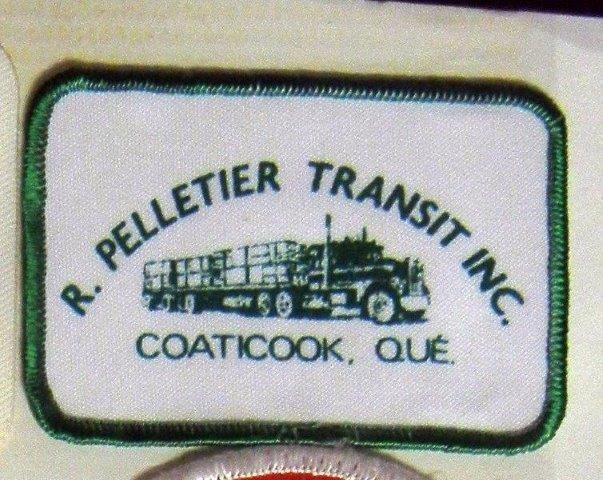 R. PELLETIER TRANSIT INC.
COATICOOK, QUÉ.